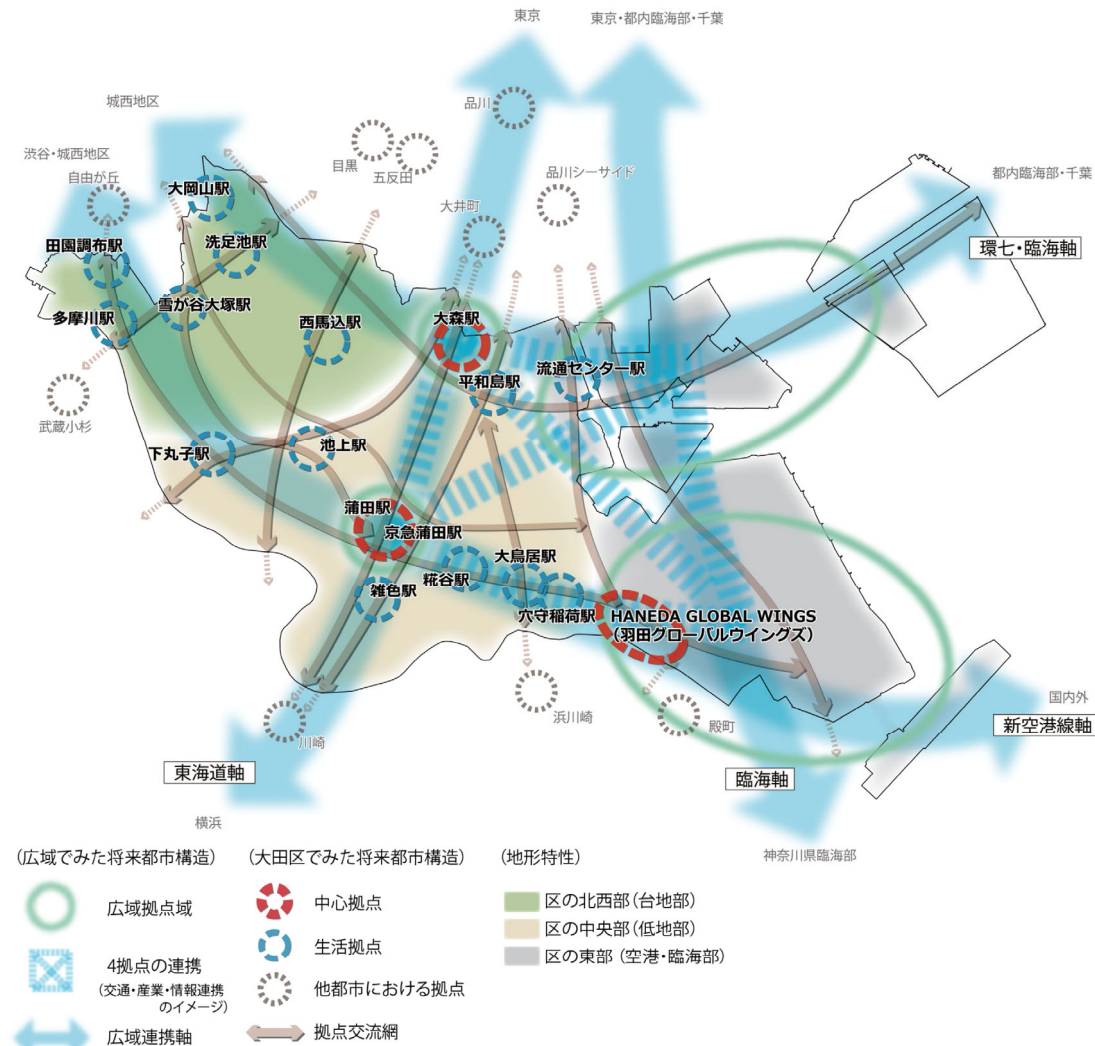 東京
東京・都内臨海部・千葉
城西地区
品川
渋谷・城西地区
自由が丘
目黒
五反田
品川シーサイド
都内臨海部・千葉
大岡山駅
大井町
田園調布駅
洗足池駅
環七・臨海軸
多摩川駅
雪が谷大塚駅
西馬込駅
大森駅
平和島駅
流通センター駅
武蔵小杉
下丸子駅
池上駅
蒲田駅
京急蒲田駅
大鳥居駅
糀谷駅
雑色駅
穴守稲荷駅
HANEDA GLOBAL WINGS
(羽田グローバルウイングズ)
川崎
浜川崎
殿町
国内外
新空港線軸
東海道軸
臨海軸
横浜
神奈川県臨海部
(広域でみた将来都市構造)
広域拠点域
4拠点の連携
(交通・産業・情報連携
のイメージ)
広域連携軸
(大田区でみた将来都市構造)
中心拠点
生活拠点
他都市における拠点
拠点交流網
(地形特性)
区の北西部(台地部)
区の中央部(低地部)
区の東部(空港・臨海部)